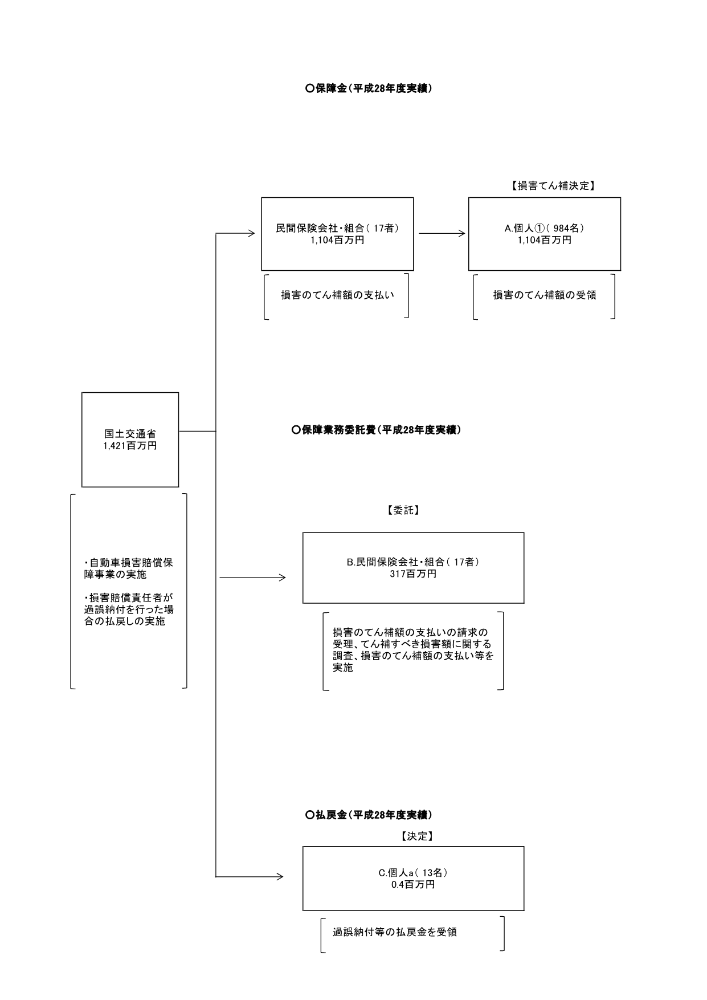 〇保障金（平成28年度実績）
【損害てん補決定】
民間保険会社・組合（ 17者）
1,104百万円
A.個人①（ 984名）
1,104百万円
損害のてん補額の支払い
損害のてん補額の受領
国土交通省
1,421百万円
〇保障業務委託費（平成28年度実績）
・自動車損害賠償保
障事業の実施
・損害賠償責任者が
過誤納付を行った場
合の払戻しの実施
【委託】
B.民間保険会社・組合（ 17者）
317百万円
損害のてん補額の支払いの請求の
受理、てん補すべき損害額に関する
調査、損害のてん補額の支払い等を
実施
〇払戻金（平成28年度実績）
【決定】
C.個人a（ 13名）
0.4百万円
過誤納付等の払戻金を受領